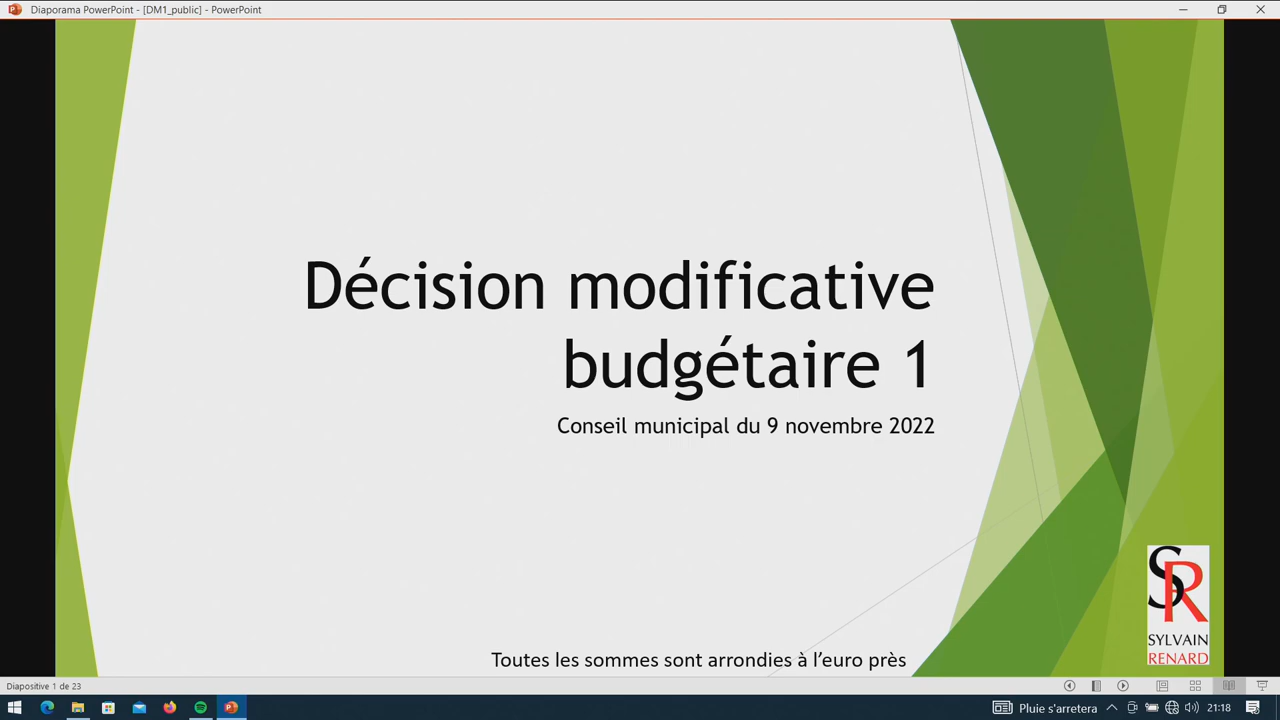 Diaporama PowerPoint - [DM1_public] - PowerPoint
Décision modificative
budgétaire 1
Conseil municipal du 9 novembre 2022
SR
SYLVAIN
RENARD
Toutes les sommes sont arrondies à l’euro près
Diapositive 1 de 23
Pluie s'arretera
21:18